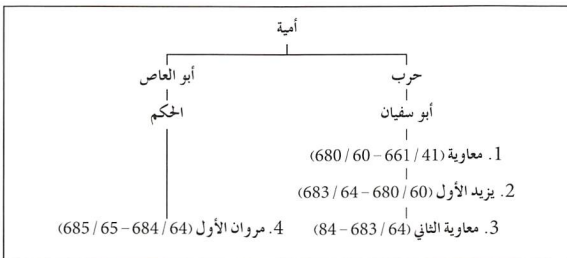 أمية
حرب أبو العاص
أبو سفيان الحكم
1. معاوية (41/661–60/680)
2. يزيد الأول (60/680–64/683)
3. معاوية الثاني (64/683–84) 4. مروان الأول (64/684–65/685)